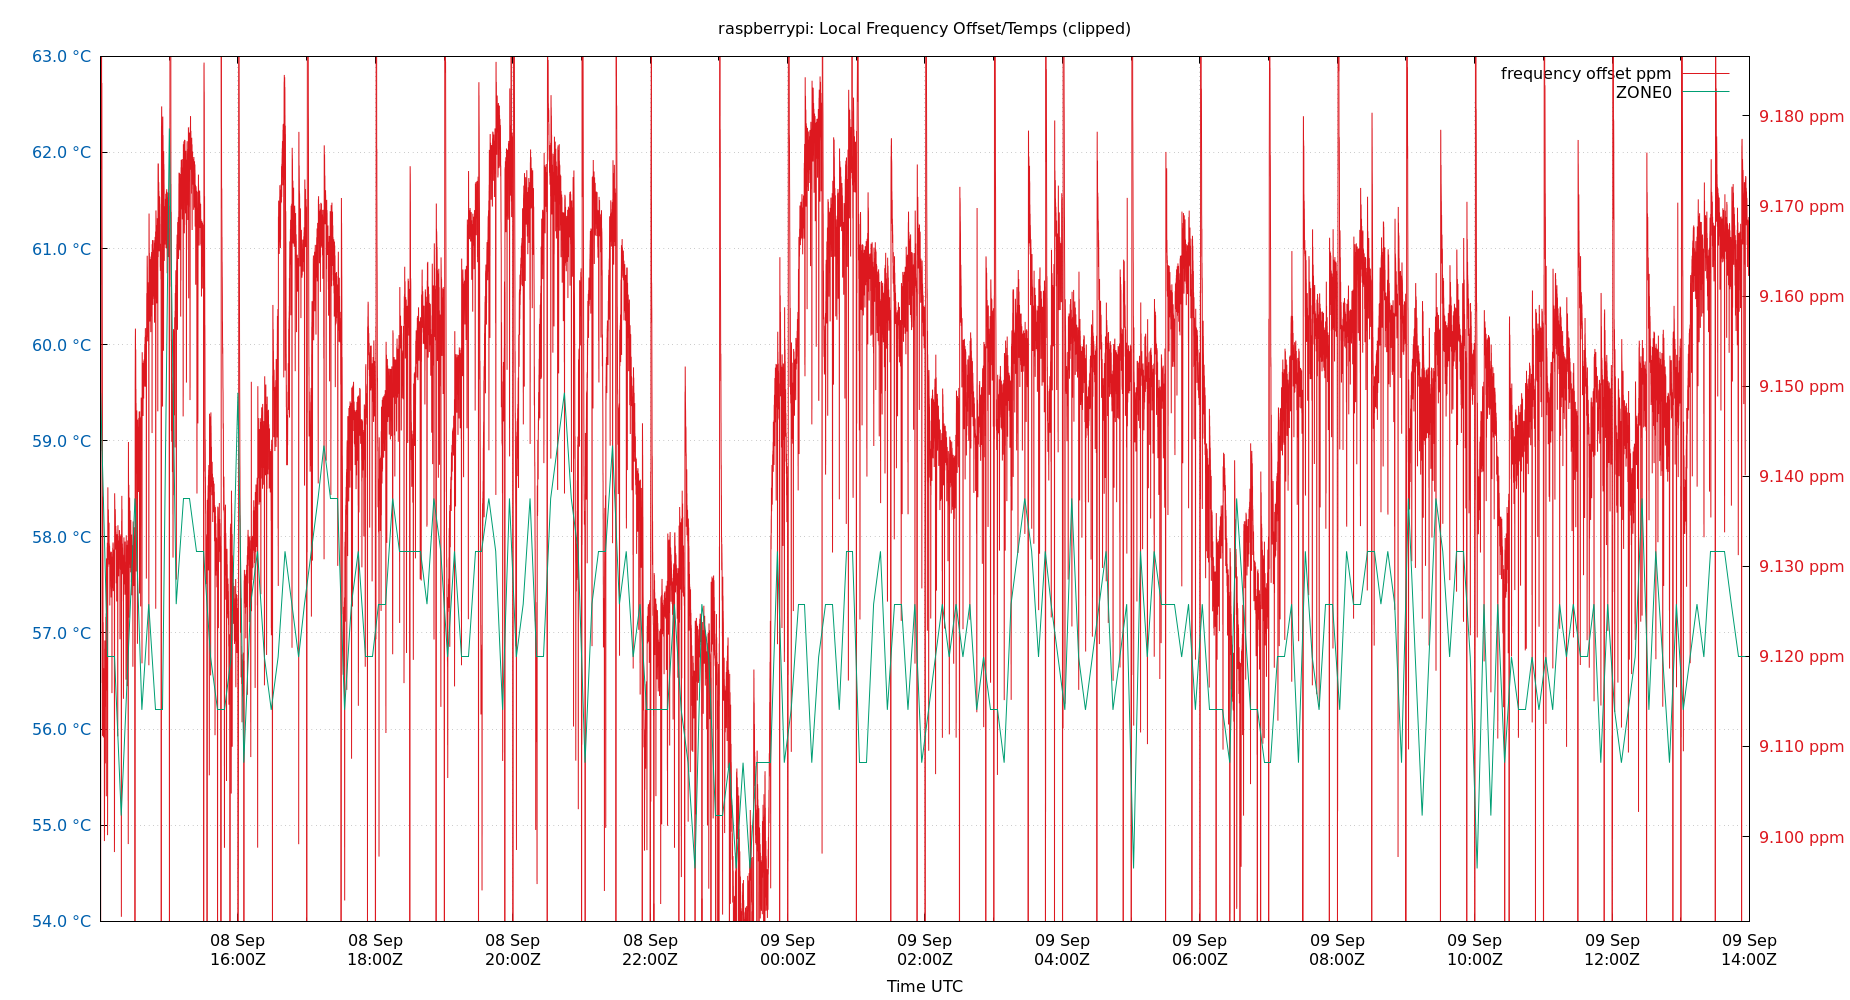 raspberrypi: Local Frequency Offset/Temps (clipped)
63.0 °C
62.0 °C
61.0 °C
60.0 °C
59.0 °C
58.0 °C
57.0 °C
56.0 °C
55.0 °C
54.0 °C
frequency offset ppm
ZONE0
9.180 ppm
9.170 ppm
9.160 ppm
9.150 ppm
9.140 ppm
9.130 ppm
9.120 ppm
9.110 ppm
9.100 ppm
08 Sep 08 Sep 08 Sep 08 Sep 09 Sep 09 Sep 09 Sep 09 Sep 09 Sep 09 Sep 09 Sep 09 Sep
16:00Z 18:00Z 20:00Z 22:00Z 00:00Z 02:00Z 04:00Z 06:00Z 08:00Z 10:00Z 12:00Z 14:00Z
Time UTC